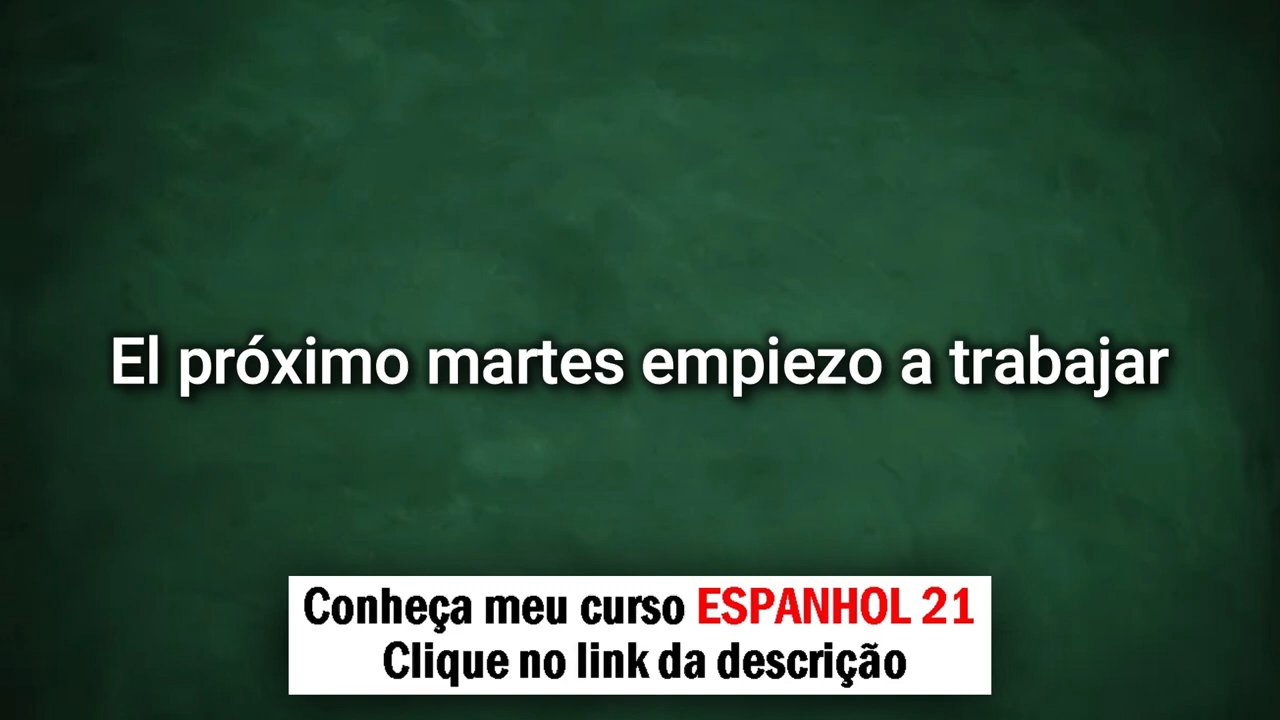 El próximo martes empiezo a trabajar
Conheça meu curso ESPANHOL 21
Clique no link da descrição